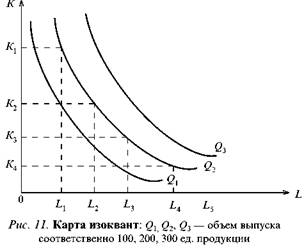 K
K₁
K₂
K₃
K₄
Q₃
Q₂
Q₁
0
L₁ L₂ L₃ L₄ L₅ L
Рис. 11. Карта изоквант: Q₁, Q₂, Q₃ — объем выпуска
соответственно 100, 200, 300 ед. продукции